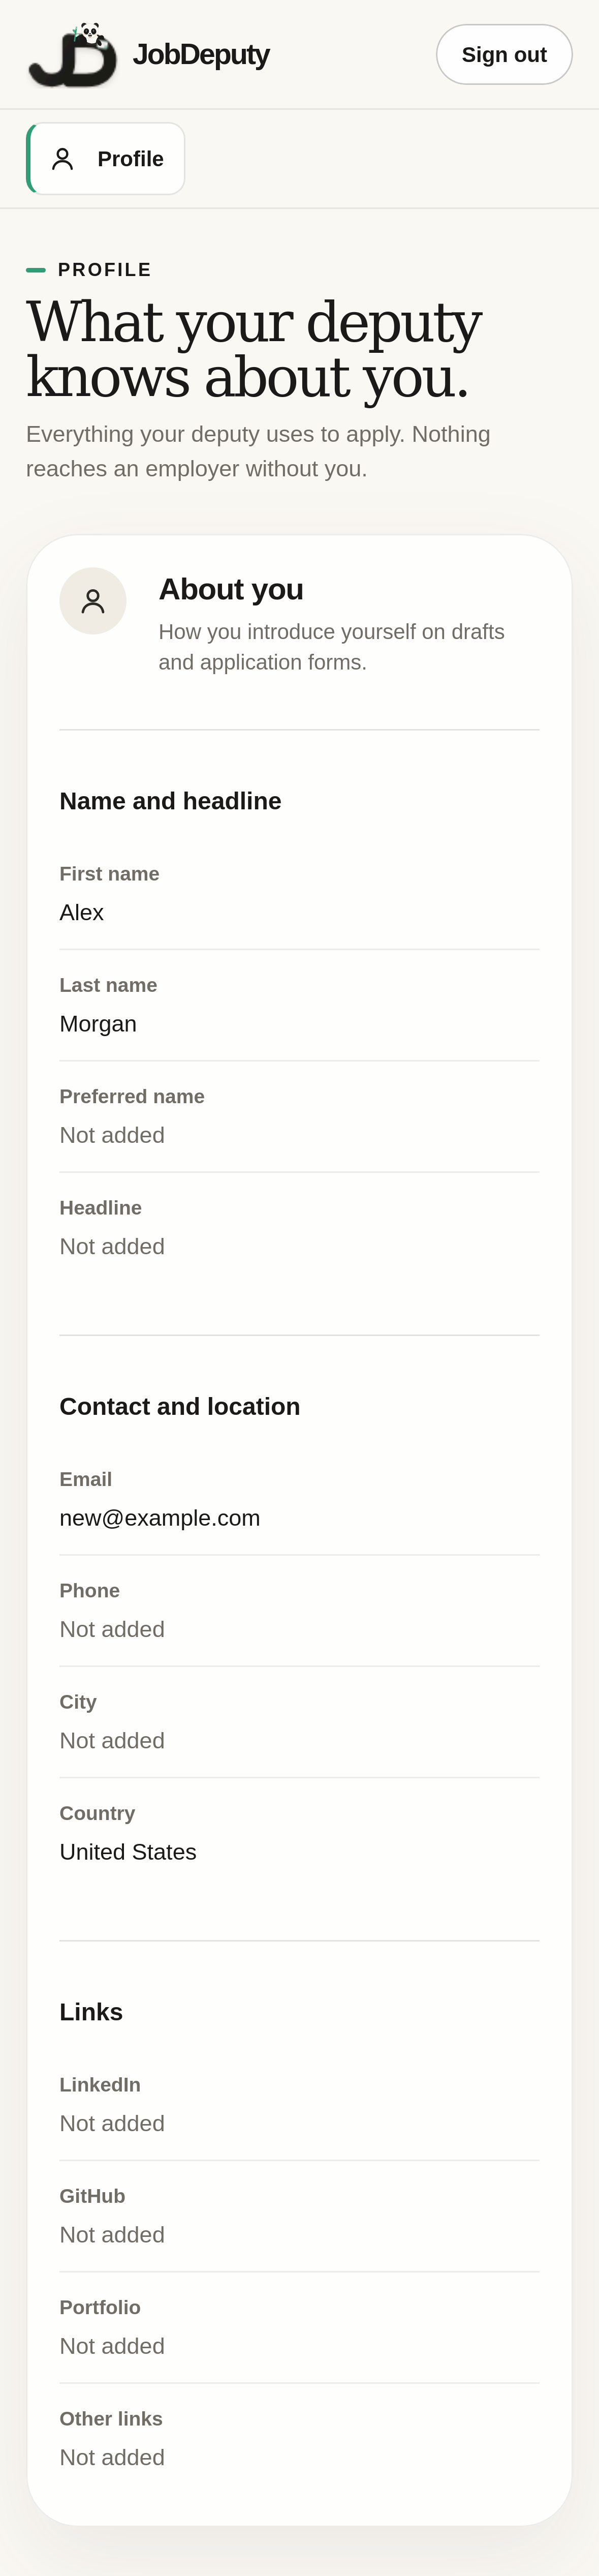 JD JobDeputy
Sign out
Profile
PROFILE
What your deputy
knows about you.
Everything your deputy uses to apply. Nothing
reaches an employer without you.
About you
How you introduce yourself on drafts
and application forms.
Name and headline
First name
Alex
Last name
Morgan
Preferred name
Not added
Headline
Not added
Contact and location
Email
new@example.com
Phone
Not added
City
Not added
Country
United States
Links
LinkedIn
Not added
GitHub
Not added
Portfolio
Not added
Other links
Not added